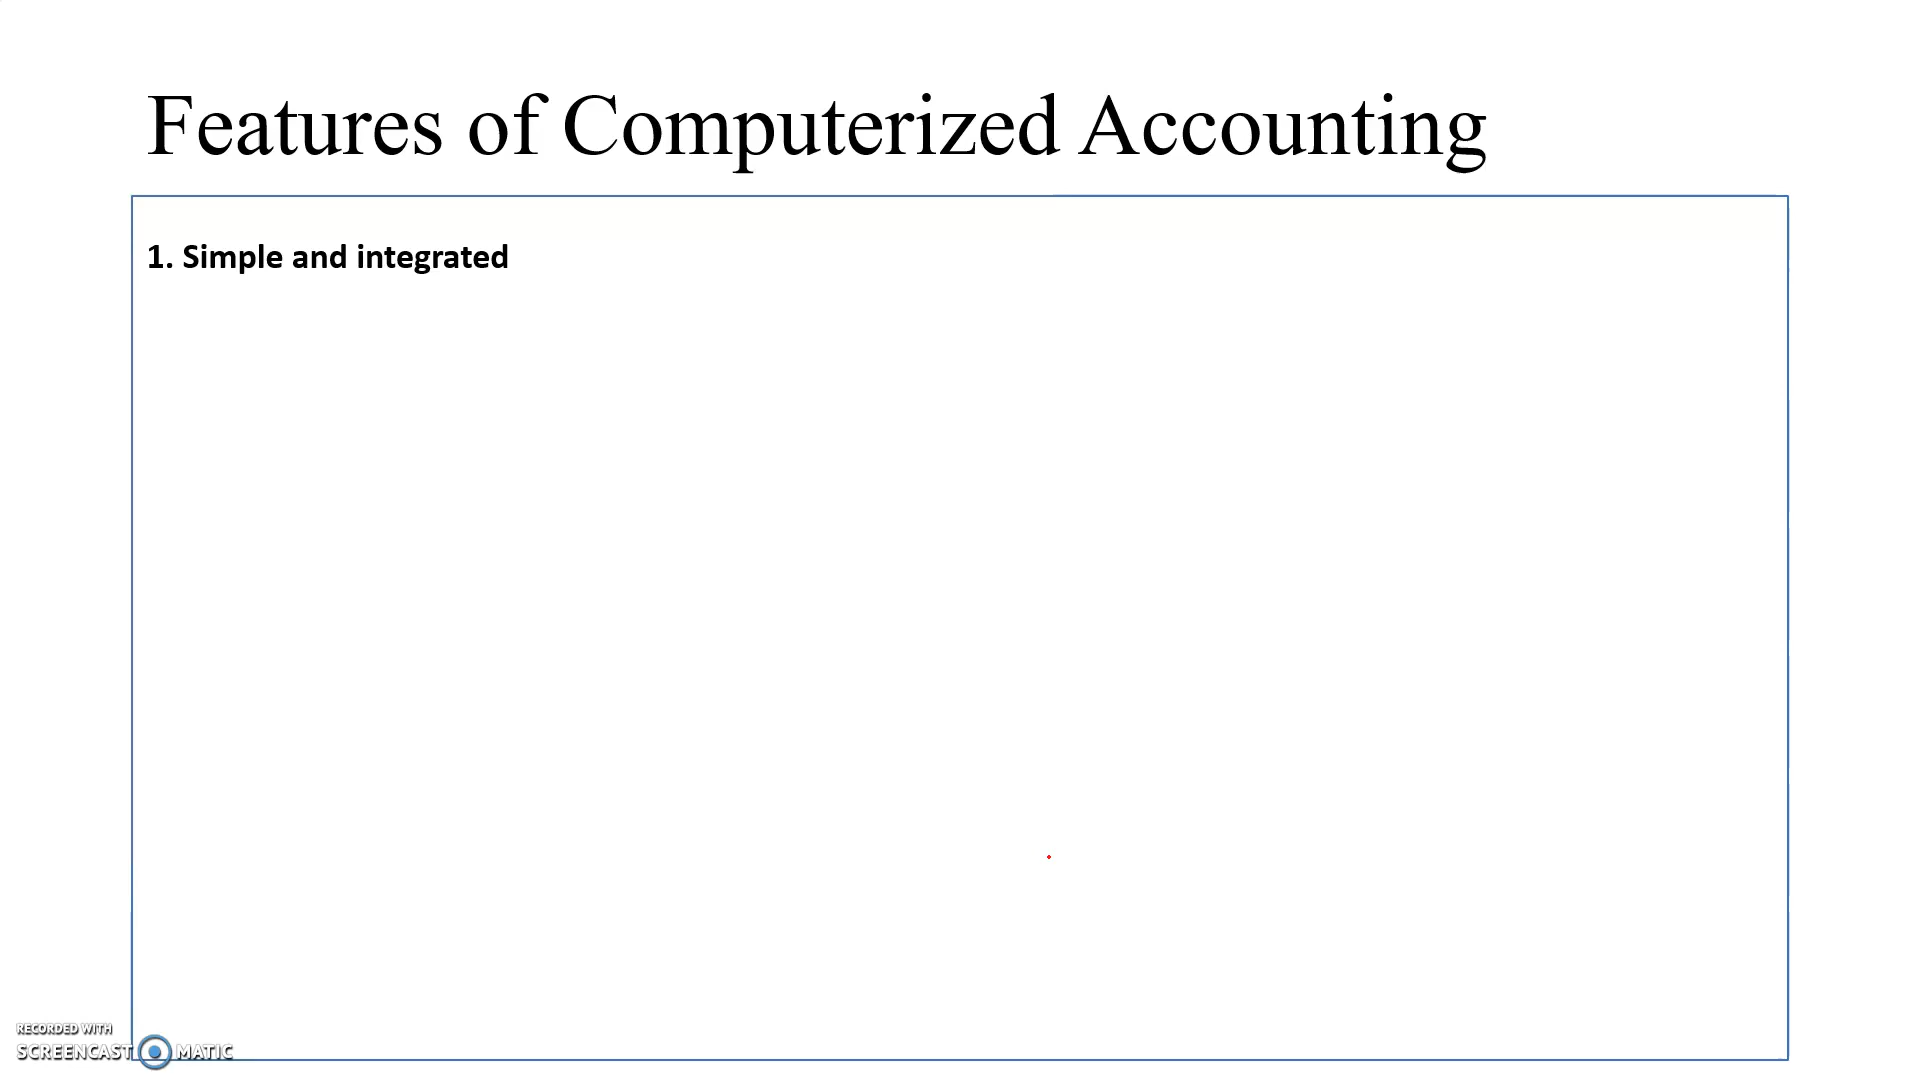 Features of Computerized Accounting
1. Simple and integrated
RECORDED WITH
SCREENCAST MATIC